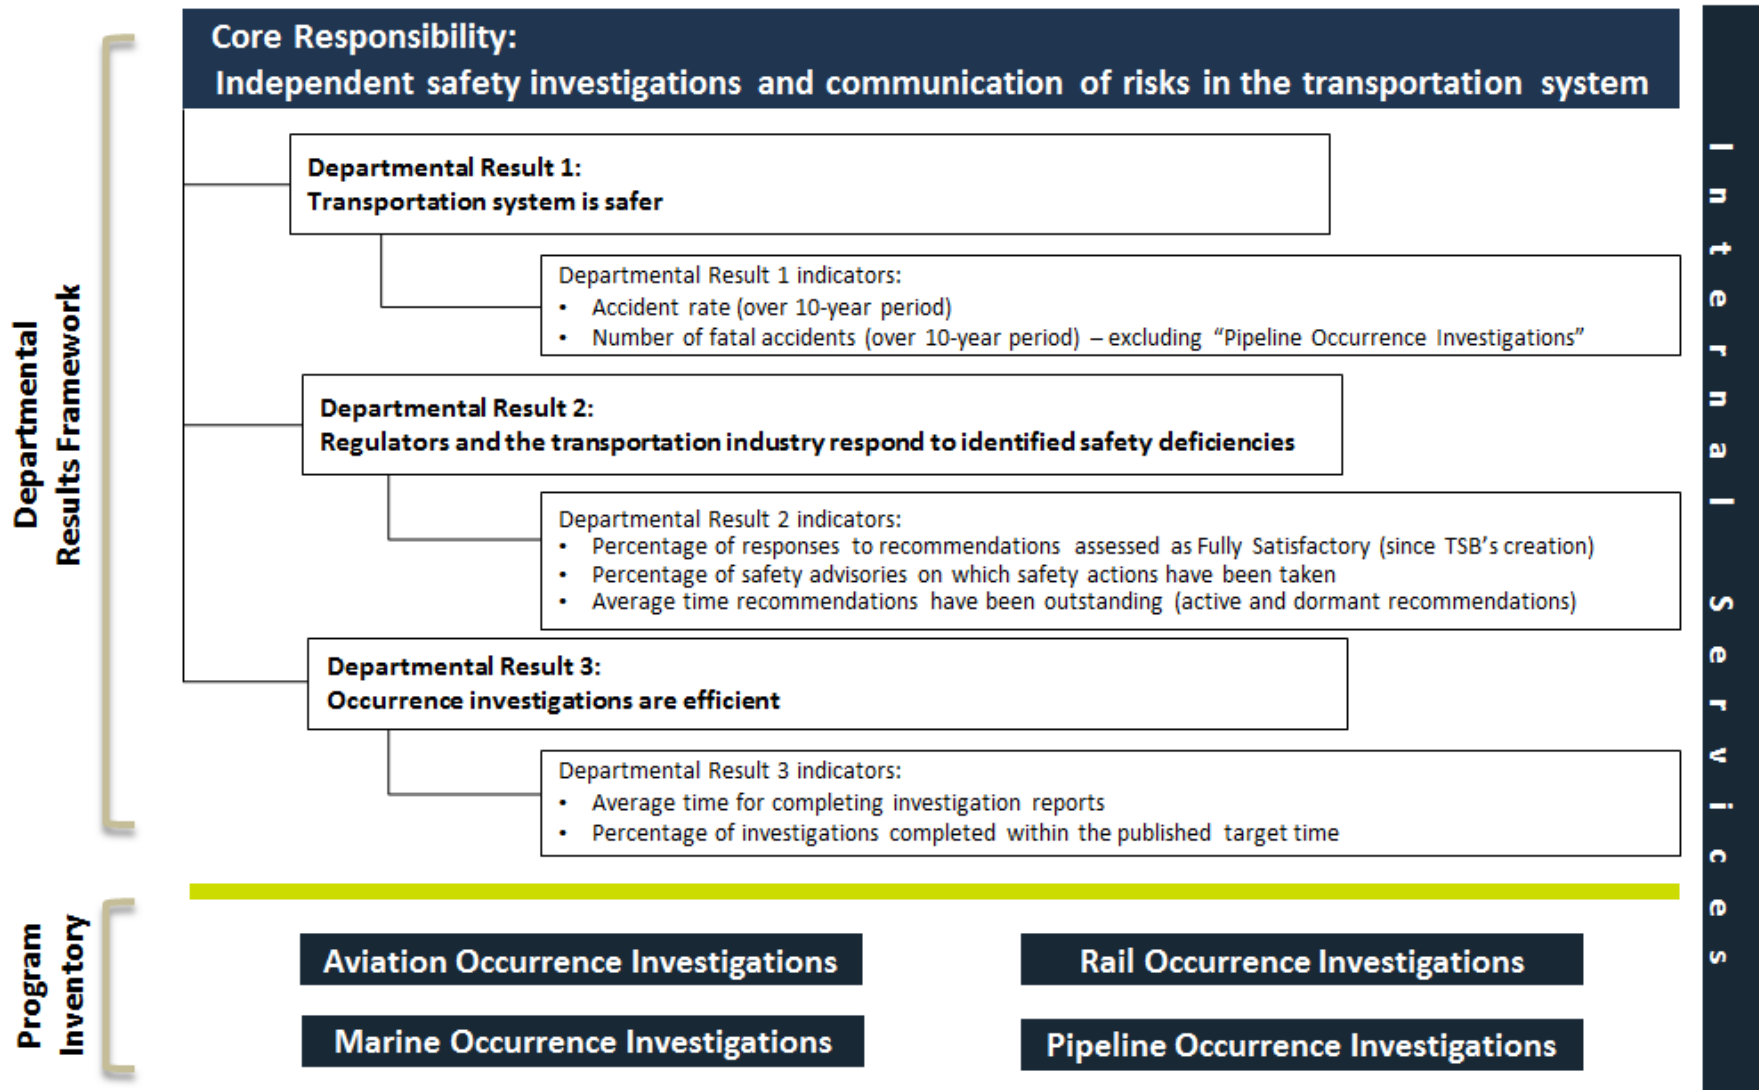 Core Responsibility:
Independent safety investigations and communication of risks in the transportation system
Departmental
Results Framework
Departmental Result 1:
Transportation system is safer
Departmental Result 1 indicators:
• Accident rate (over 10-year period)
• Number of fatal accidents (over 10-year period) – excluding “Pipeline Occurrence Investigations”
Departmental Result 2:
Regulators and the transportation industry respond to identified safety deficiencies
Departmental Result 2 indicators:
• Percentage of responses to recommendations assessed as Fully Satisfactory (since TSB’s creation)
• Percentage of safety advisories on which safety actions have been taken
• Average time recommendations have been outstanding (active and dormant recommendations)
Departmental Result 3:
Occurrence investigations are efficient
Departmental Result 3 indicators:
• Average time for completing investigation reports
• Percentage of investigations completed within the published target time
Program
Inventory
Aviation Occurrence Investigations
Rail Occurrence Investigations
Marine Occurrence Investigations
Pipeline Occurrence Investigations
Internal Services